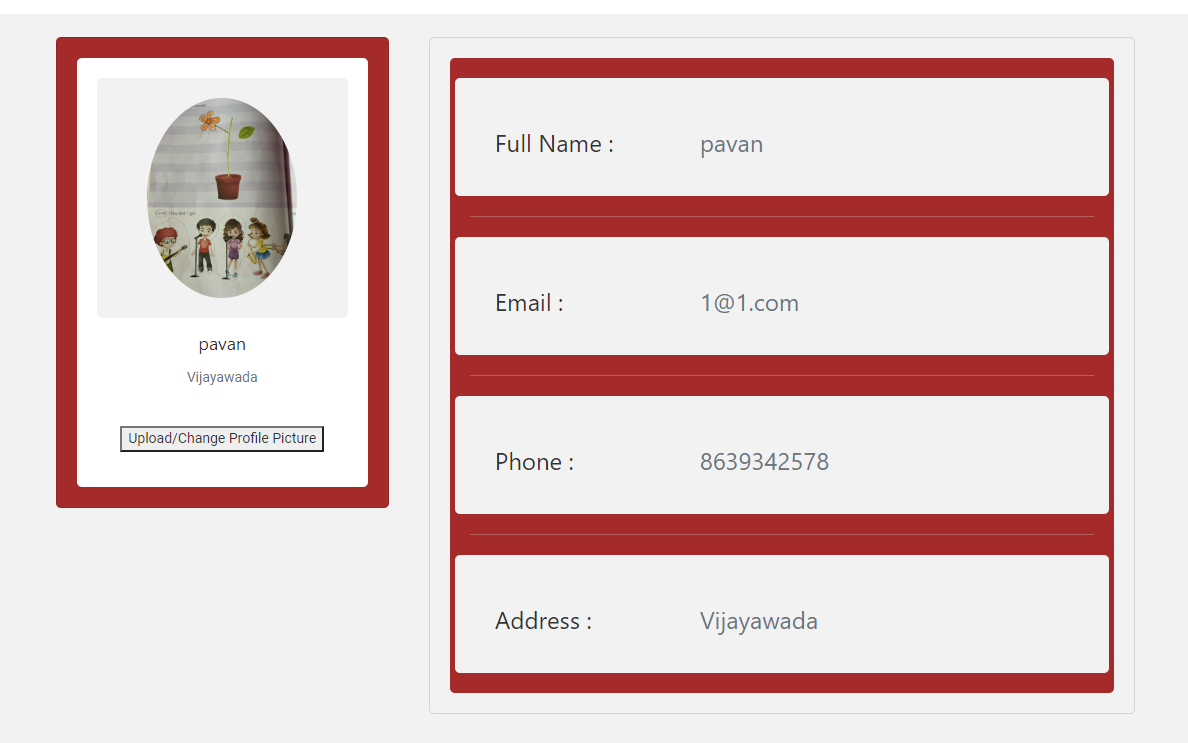 pavan
Vijayawada
Upload/Change Profile Picture
Full Name : pavan
Email : 1@1.com
Phone : 8639342578
Address : Vijayawada